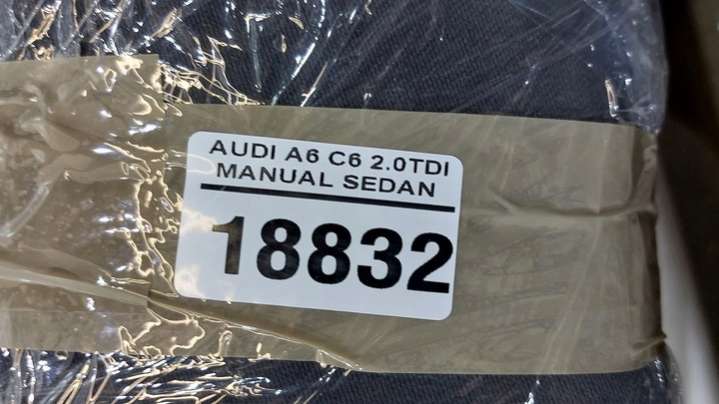 AUDI A6 C6 2.0TDI
MANUAL SEDAN
18832